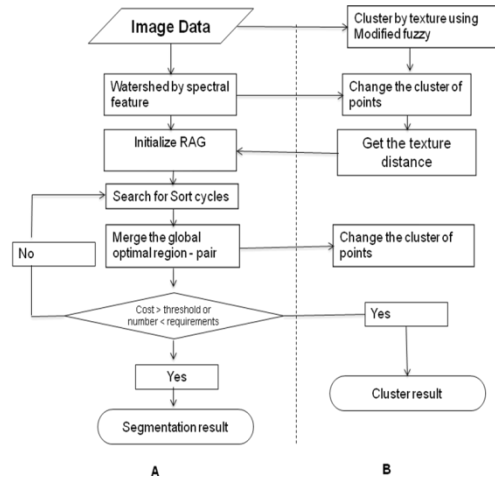 Image Data
Cluster by texture using
Modified fuzzy
Watershed by spectral
feature
Change the cluster of
points
Initialize RAG
Get the texture
distance
Search for Sort cycles
No
Merge the global
optimal region - pair
Change the cluster of
points
Cost > threshold or
number < requirements
Yes
Yes
Cluster result
Segmentation result
A
B